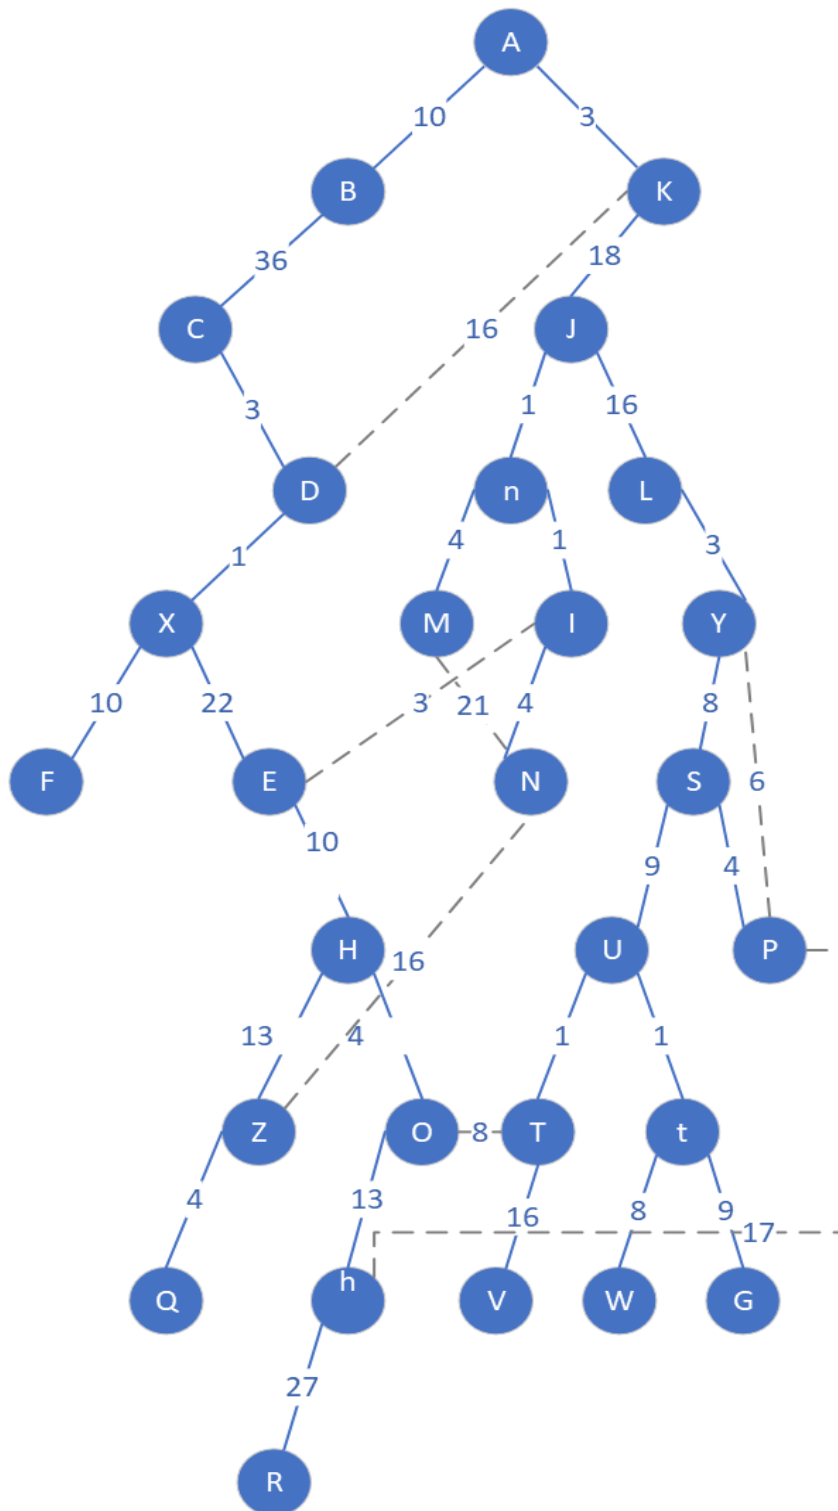 A
10 3
B K
36 18
C J
16
3 1 16
D n L
1 4 1 3
X M I Y
10 22 3 21 4 8
F E N S 6
10 9 4
H U P
16
13 4 1 1
Z O 8 T t
4 13 16 8 9
17
Q h V W G
27
R